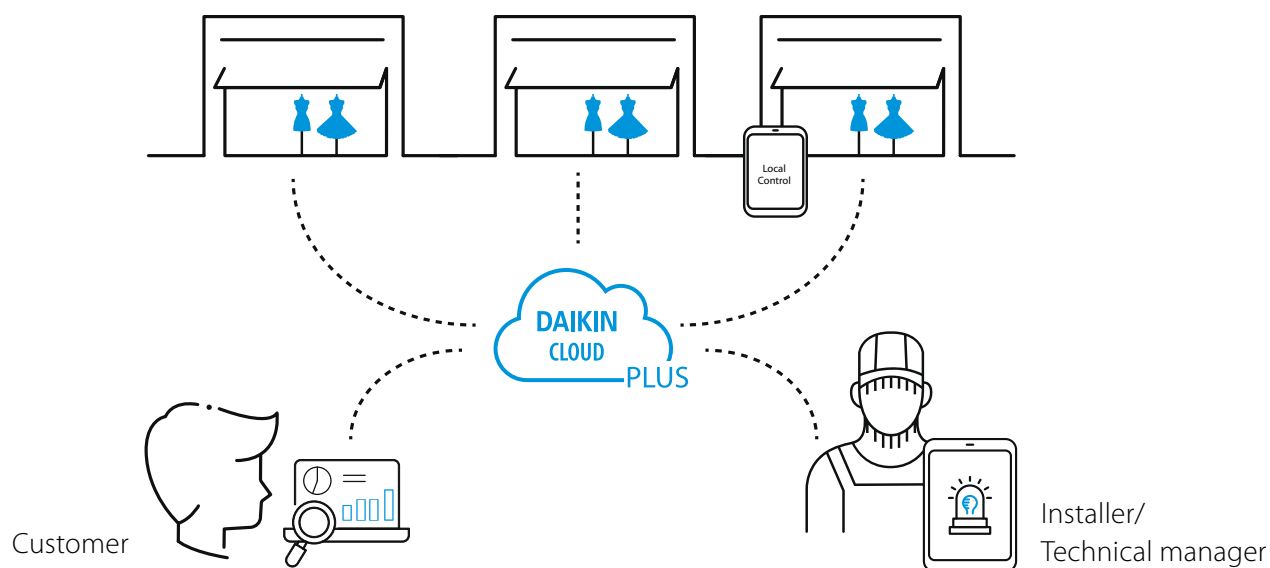 Local
Control
DAIKIN
CLOUD
PLUS
Customer
Installer/
Technical manager